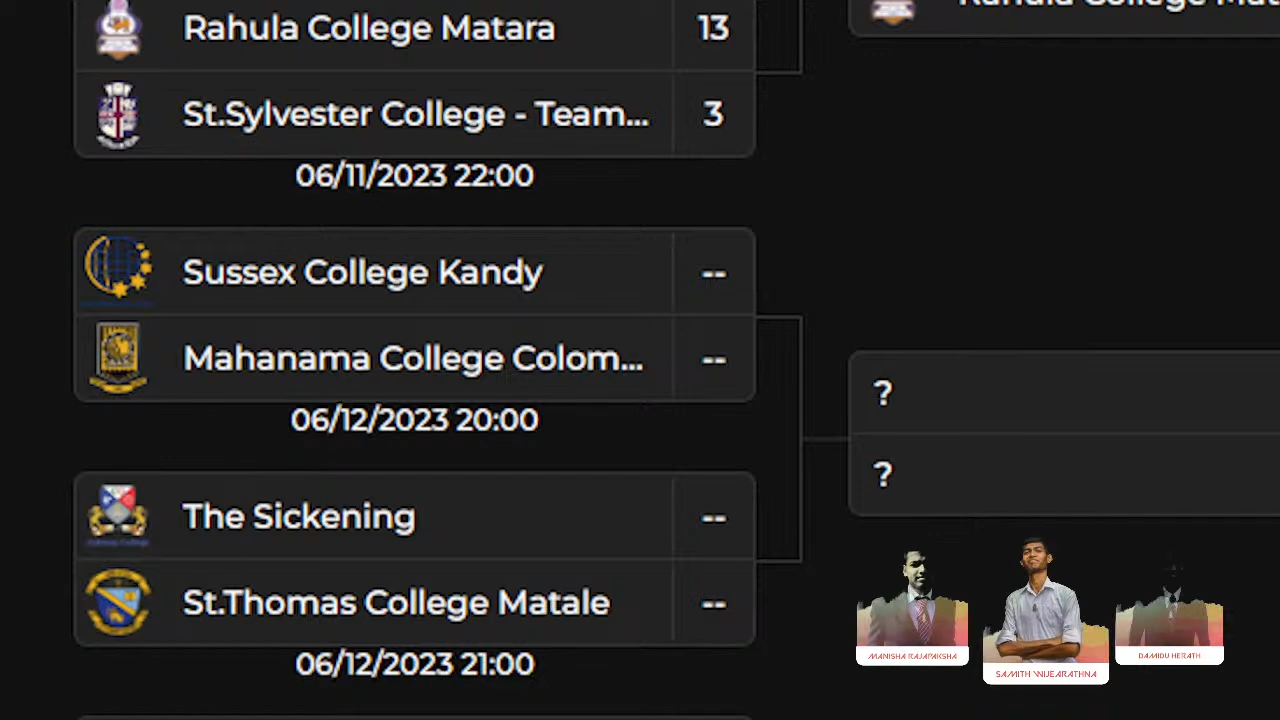 Rahula College Matara 13
St.Sylvester College - Team... 3
06/11/2023 22:00
Sussex College Kandy --
Mahanama College Colom... --
06/12/2023 20:00
?
?
The Sickening --
St.Thomas College Matale --
06/12/2023 21:00
MANISHA RAJAPAKSHA
SAMITH WIJEARATHNA
DAMIDU HERATH